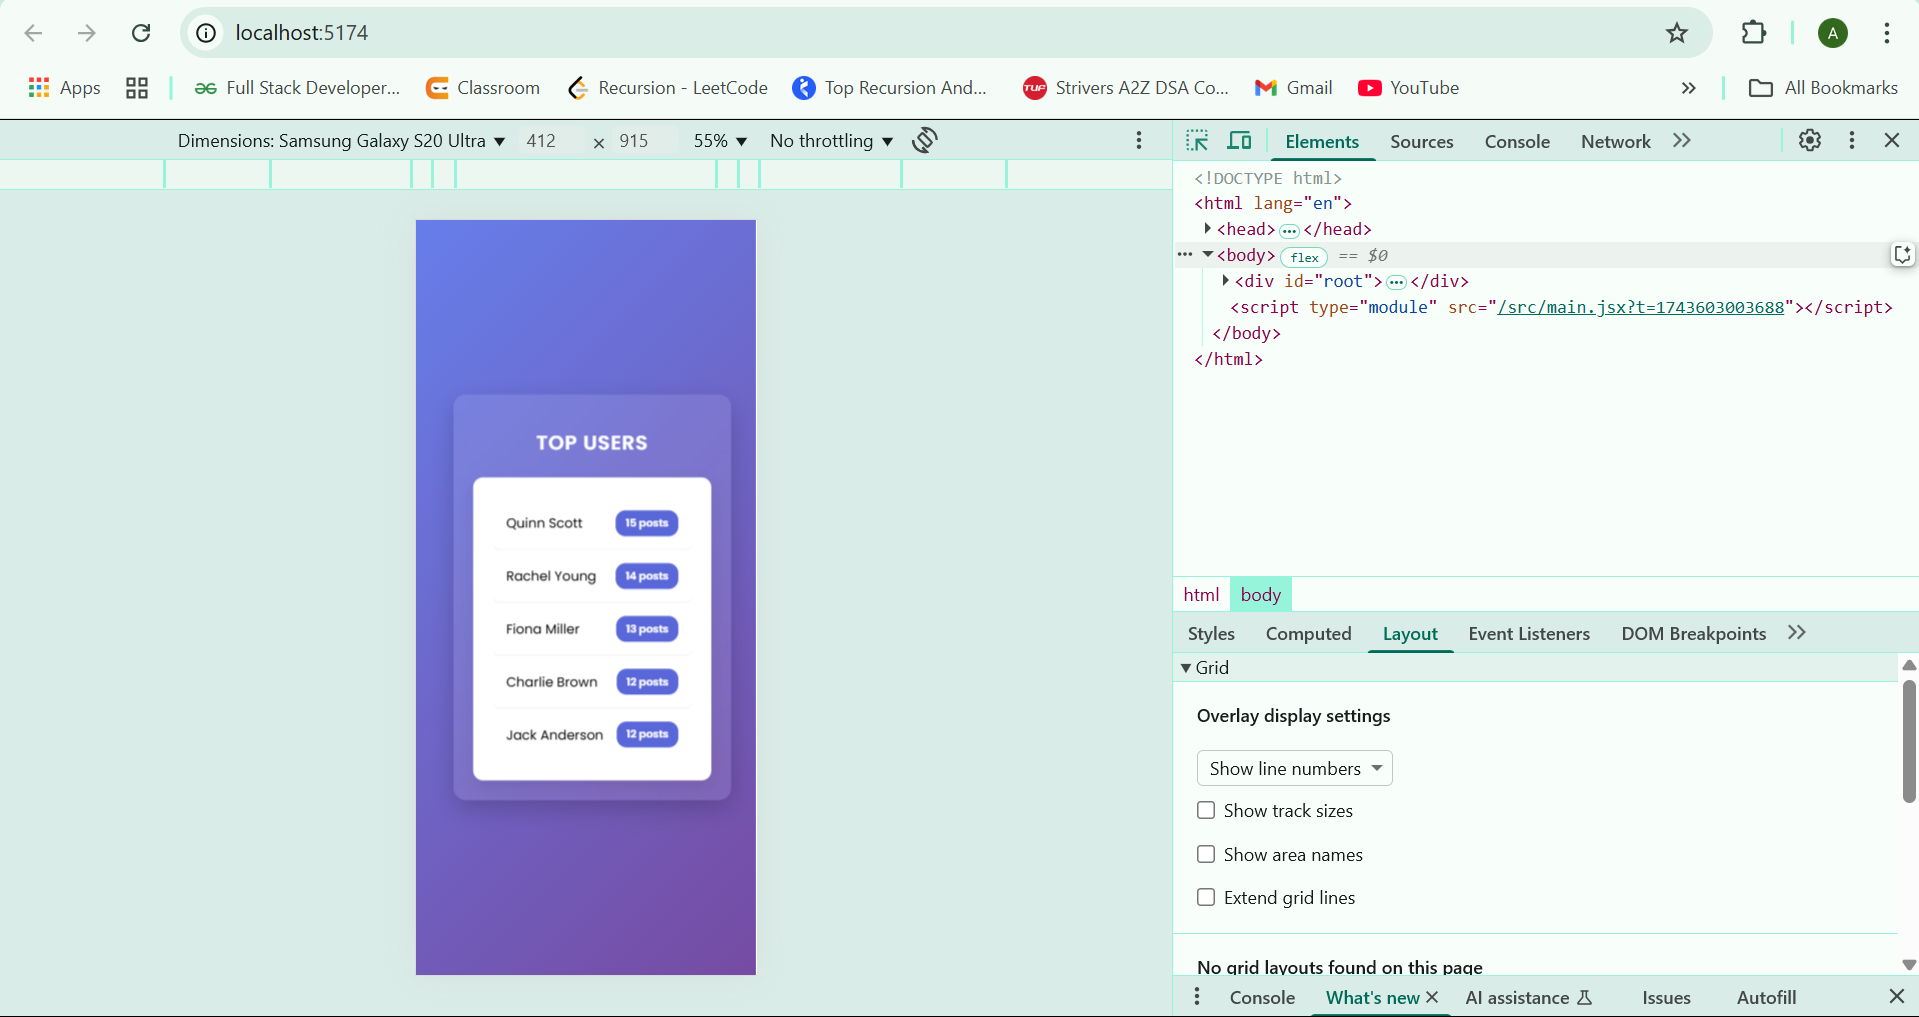 localhost:5174
A
Apps
Full Stack Developer...
Classroom
Recursion - LeetCode
Top Recursion And...
TUF
Strivers A2Z DSA Co...
Gmail
YouTube
All Bookmarks
Dimensions: Samsung Galaxy S20 Ultra
412
×
915
55%
No throttling
Elements
Sources
Console
Network
TOP USERS
Quinn Scott 15 posts
Rachel Young 14 posts
Fiona Miller 13 posts
Charlie Brown 12 posts
Jack Anderson 12 posts
<!DOCTYPE html>
<html lang="en">
<head> ... </head>
<body> flex == $0
<div id="root"> ... </div>
<script type="module" src="/src/main.jsx?t=1743603003688"></script>
</body>
</html>
html body
Styles Computed Layout Event Listeners DOM Breakpoints
Grid
Overlay display settings
Show line numbers
Show track sizes
Show area names
Extend grid lines
No grid layouts found on this page
Console What's new AI assistance Issues Autofill